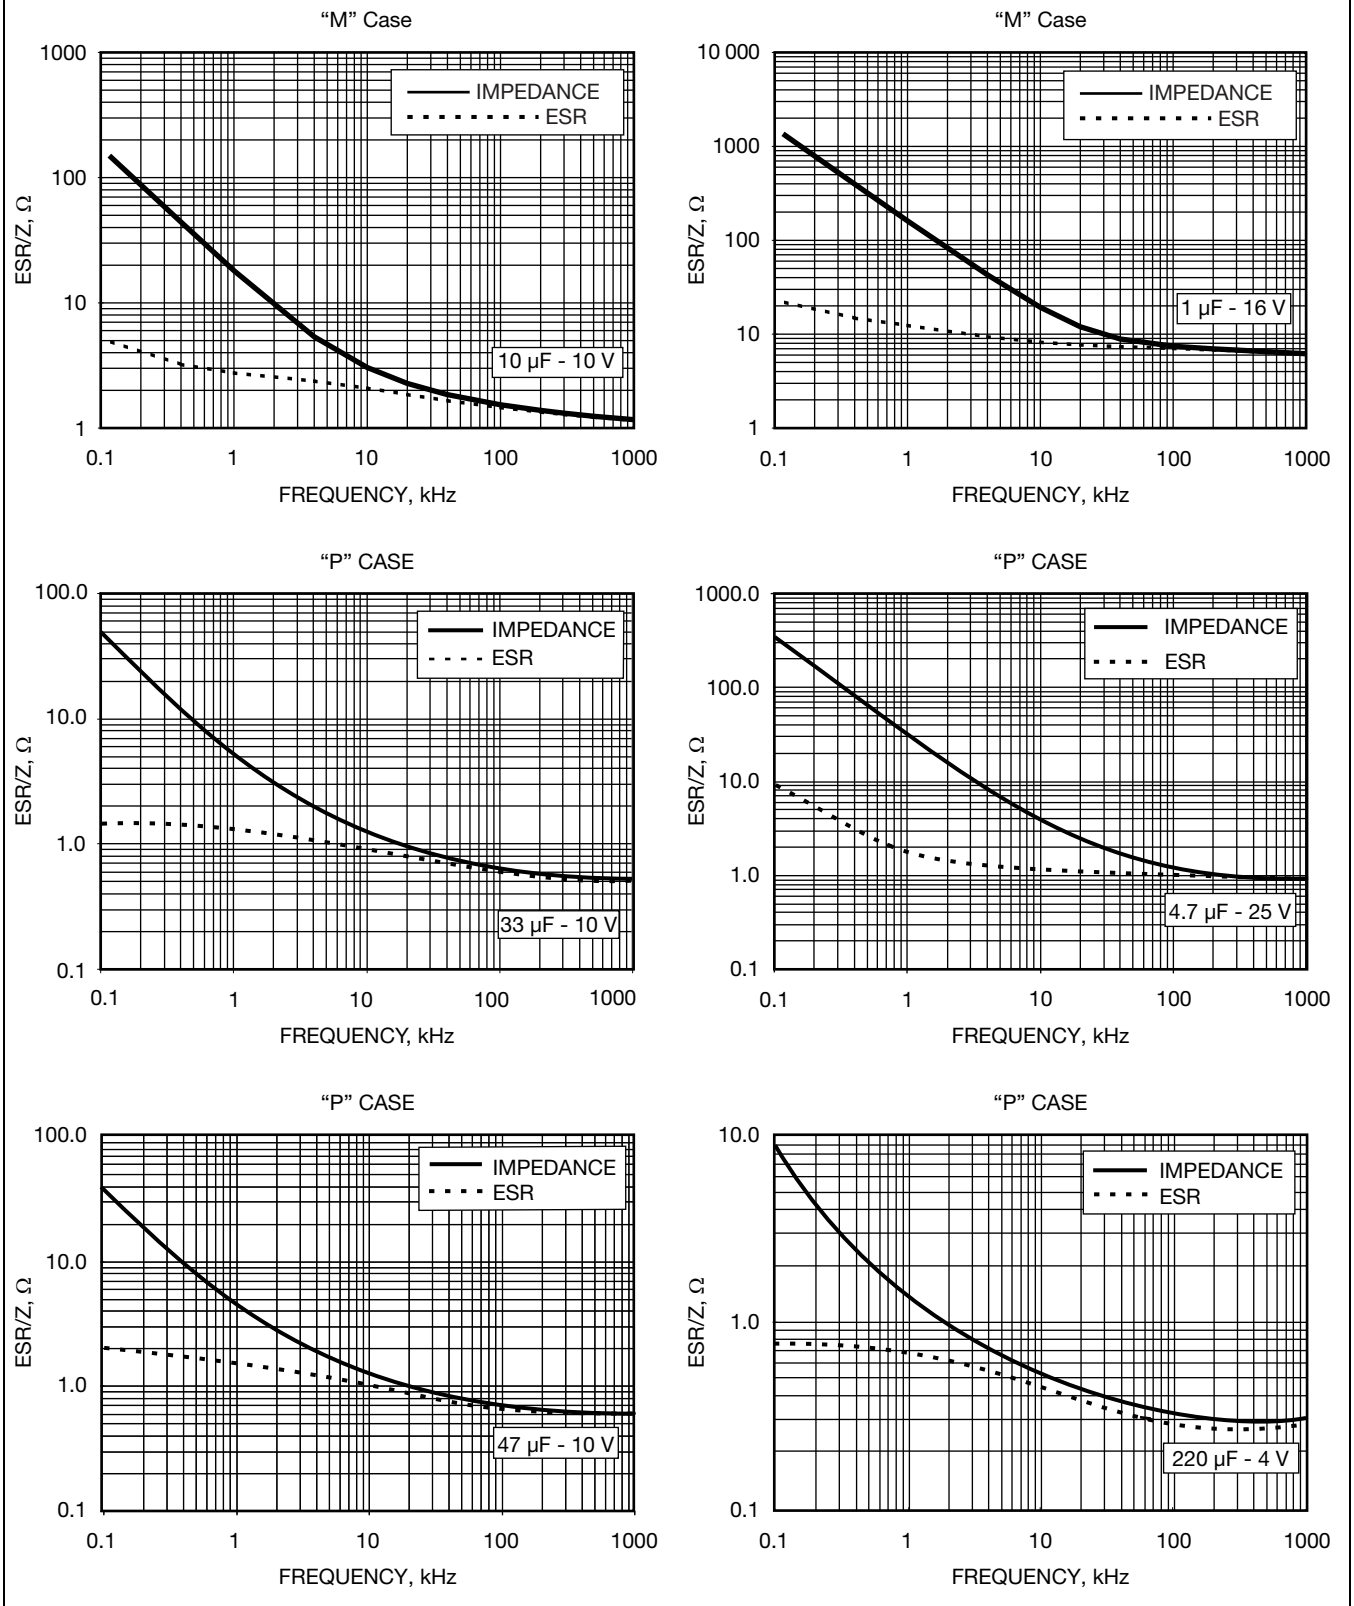 “M” Case
1000
100
10
1
ESR/Z, Ω
IMPEDANCE
ESR
10 µF - 10 V
0.1 1 10 100 1000
FREQUENCY, kHz
“M” Case
10 000
1000
100
10
1
ESR/Z, Ω
IMPEDANCE
ESR
1 µF - 16 V
0.1 1 10 100 1000
FREQUENCY, kHz
“P” CASE
100.0
10.0
1.0
0.1
ESR/Z, Ω
IMPEDANCE
ESR
33 µF - 10 V
0.1 1 10 100 1000
FREQUENCY, kHz
“P” CASE
1000.0
100.0
10.0
1.0
0.1
ESR/Z, Ω
IMPEDANCE
ESR
4.7 µF - 25 V
0.1 1 10 100 1000
FREQUENCY, kHz
“P” CASE
100.0
10.0
1.0
0.1
ESR/Z, Ω
IMPEDANCE
ESR
47 µF - 10 V
0.1 1 10 100 1000
FREQUENCY, kHz
“P” CASE
10.0
1.0
0.1
ESR/Z, Ω
IMPEDANCE
ESR
220 µF - 4 V
0.1 1 10 100 1000
FREQUENCY, kHz